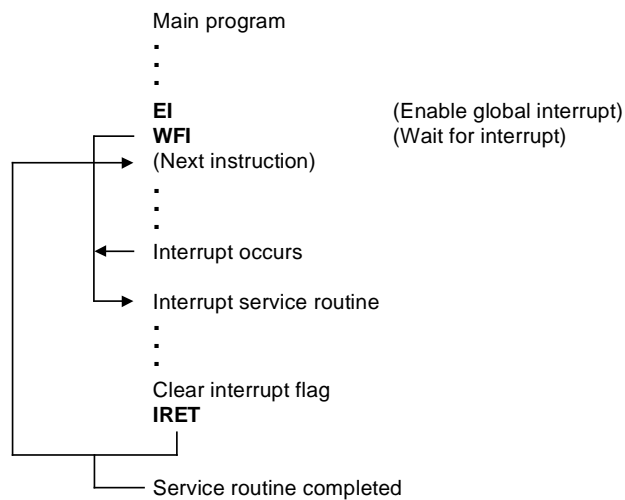 Main program
EI (Enable global interrupt)
WFI (Wait for interrupt)
(Next instruction)
Interrupt occurs
Interrupt service routine
Clear interrupt flag
IRET
Service routine completed